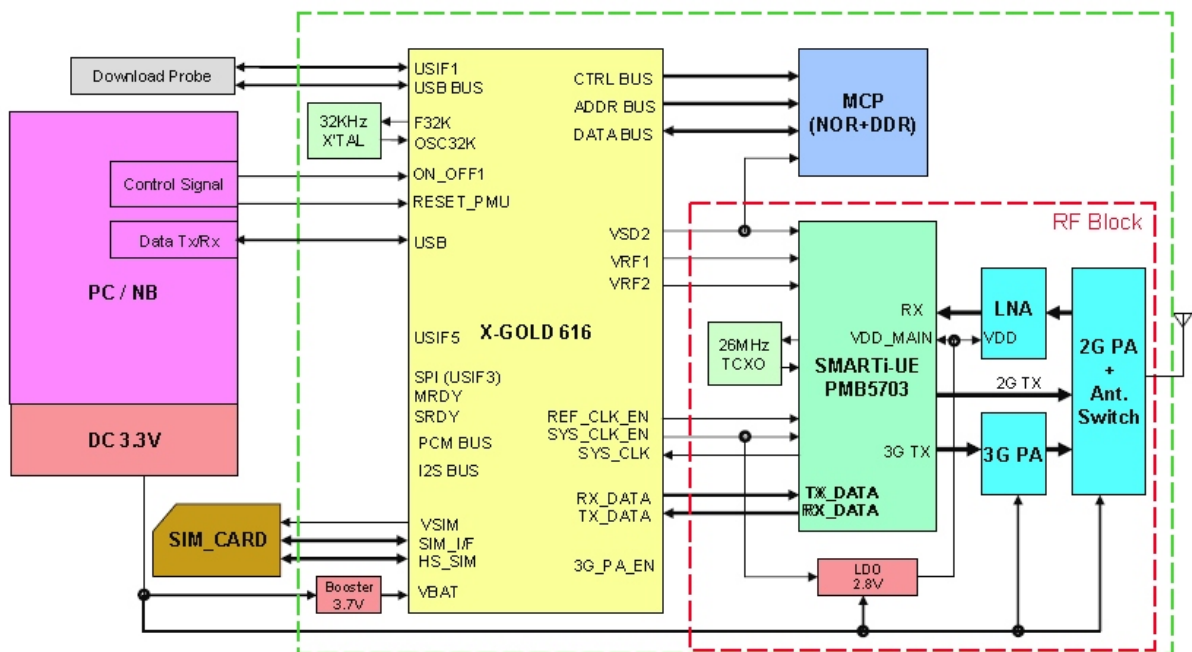 Download Probe
PC / NB
Control Signal
Data Tx/Rx
DC 3.3V
SIM_CARD
32KHz
X'TAL
Booster
3.7V
X-GOLD 616
USIF1
USB BUS
F32K
OSC32K
ON_OFF1
RESET_PMU
USB
USIF5
SPI (USIF3)
MRDY
SRDY
PCM BUS
I2S BUS
VSIM
SIM_I/F
HS_SIM
VBAT
CTRL BUS
ADDR BUS
DATA BUS
VSD2
VRF1
VRF2
REF_CLK_EN
SYS_CLK_EN
SYS_CLK
RX_DATA
TX_DATA
3G_PA_EN
MCP
(NOR+DDR)
RF Block
26MHz
TCXO
SMARTi-UE
PMB5703
RX
VDD_MAIN
3G TX
TX_DATA
RX_DATA
2G TX
LNA
VDD
3G PA
2G PA
+
Ant.
Switch
LDO
2.8V